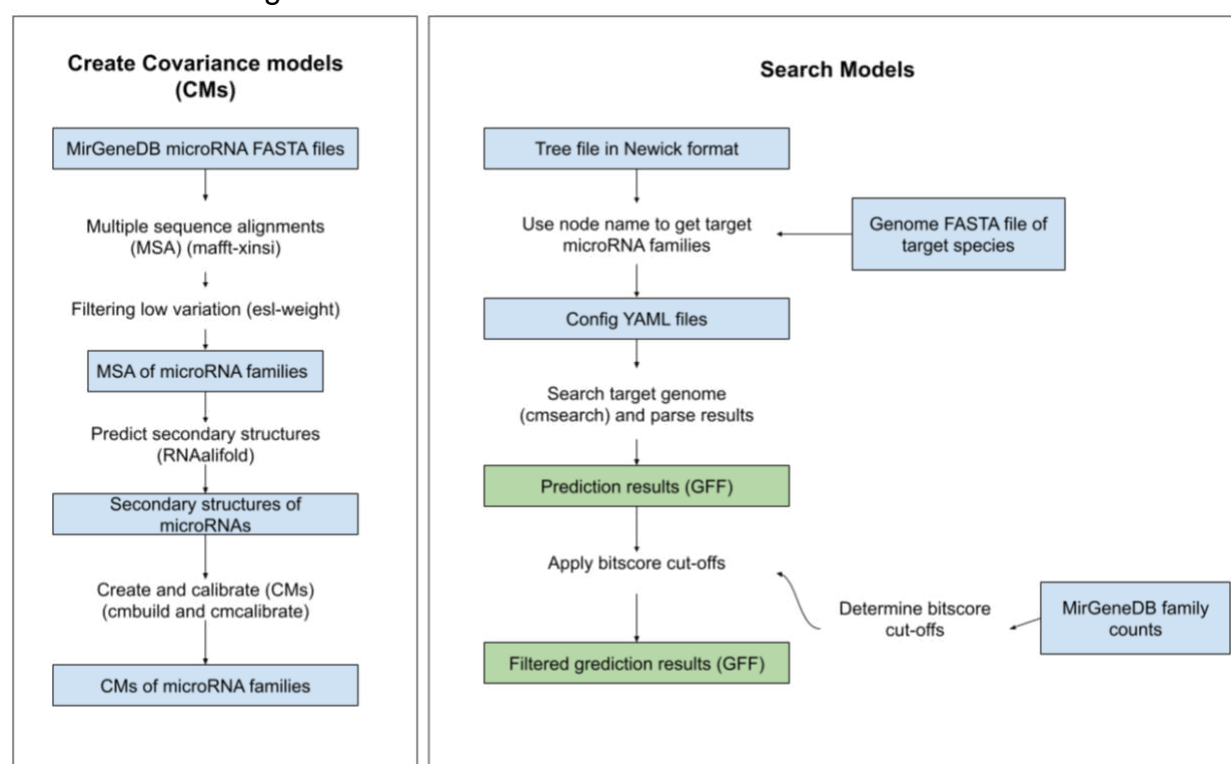 Create Covariance models
(CMs)
MirGeneDB microRNA FASTA files
Multiple sequence alignments
(MSA) (mafft-xinsi)
Filtering low variation (esl-weight)
MSA of microRNA families
Predict secondary structures
(RNAalifold)
Secondary structures of
microRNAs
Create and calibrate (CMs)
(cmbuild and cmcalibrate)
CMs of microRNA families
Search Models
Tree file in Newick format
Use node name to get target
microRNA families
Genome FASTA file of
target species
Config YAML files
Search target genome
(cmsearch) and parse results
Prediction results (GFF)
Apply bitscore cut-offs
Determine bitscore
cut-offs
MirGeneDB family
counts
Filtered grediction results (GFF)